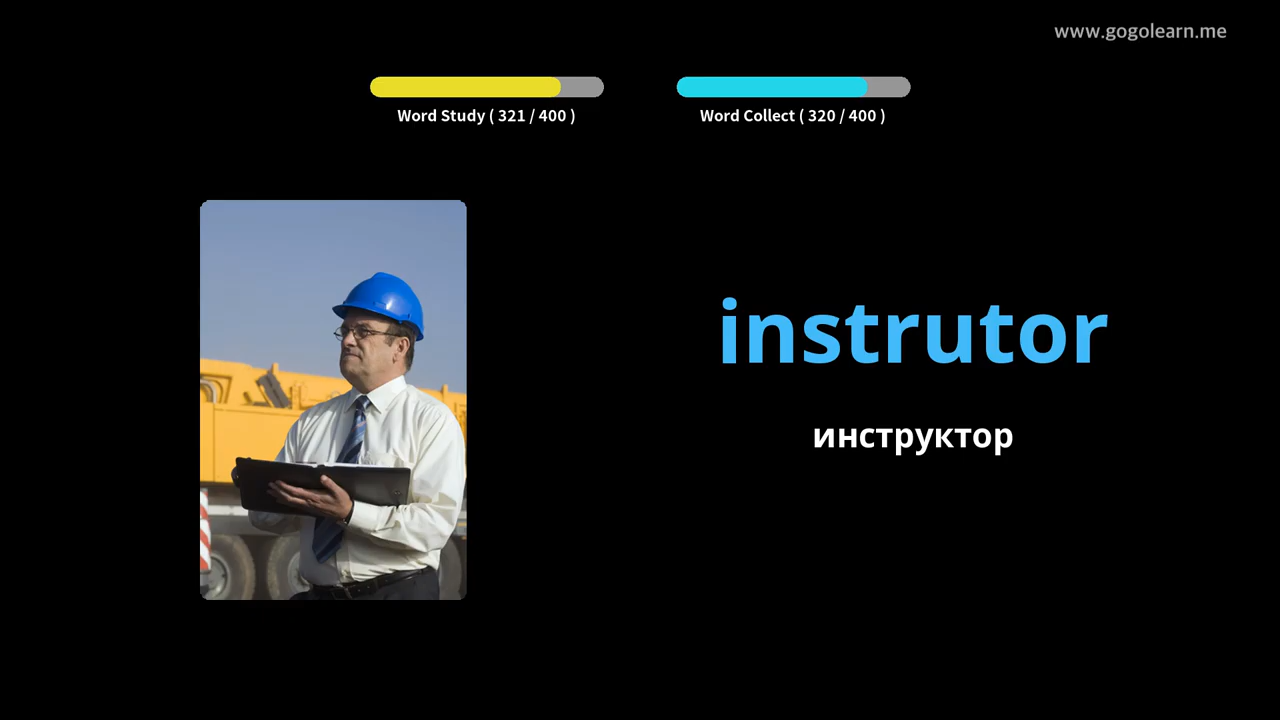 www.gogolearn.me
Word Study ( 321 / 400 )
Word Collect ( 320 / 400 )
instrutor
инструктор